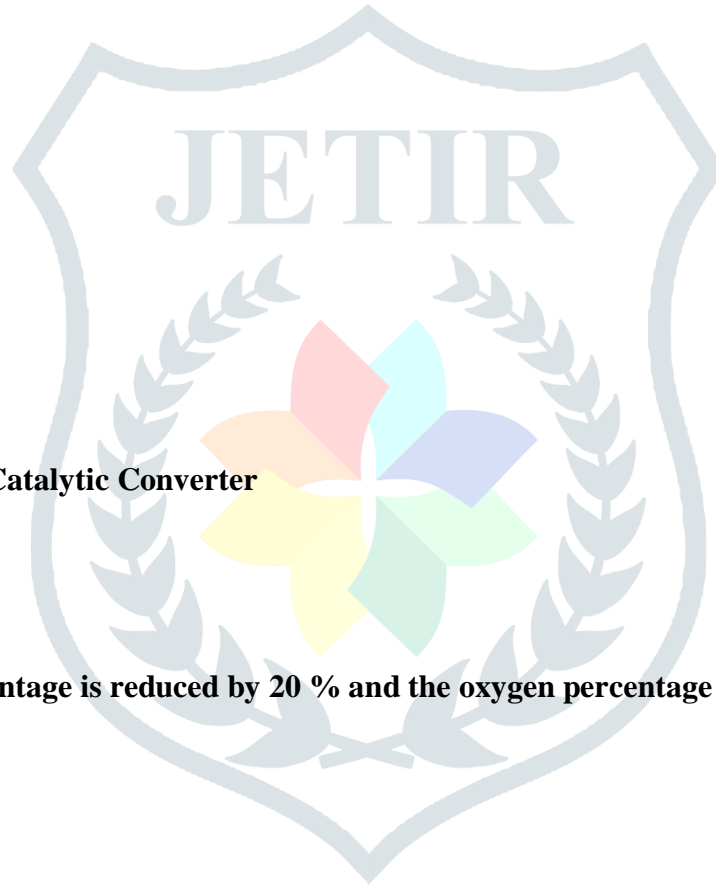 JETIR
Catalytic Converter
ntage is reduced by 20 % and the oxygen percentage